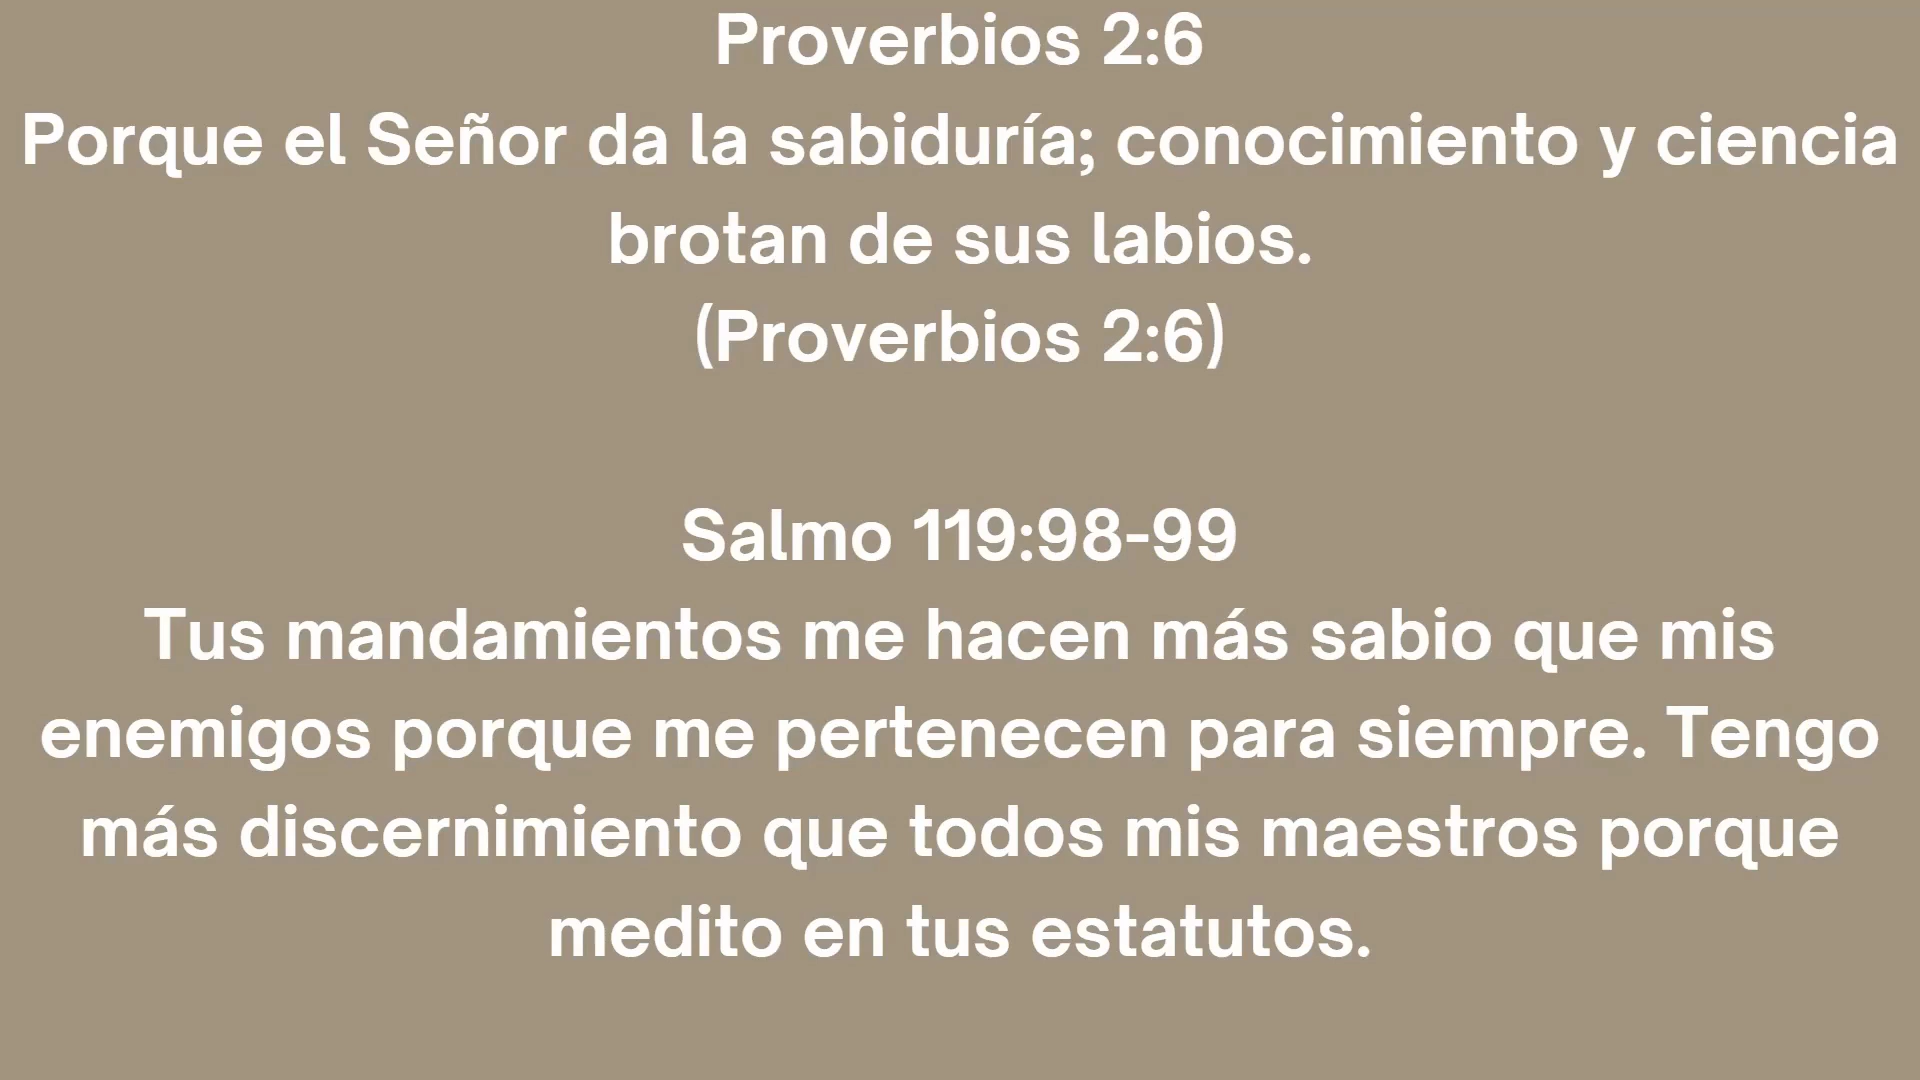 Proverbios 2:6
Porque el Señor da la sabiduría; conocimiento y ciencia
brotan de sus labios.
(Proverbios 2:6)
Salmo 119:98-99
Tus mandamientos me hacen más sabio que mis
enemigos porque me pertenecen para siempre. Tengo
más discernimiento que todos mis maestros porque
medito en tus estatutos.